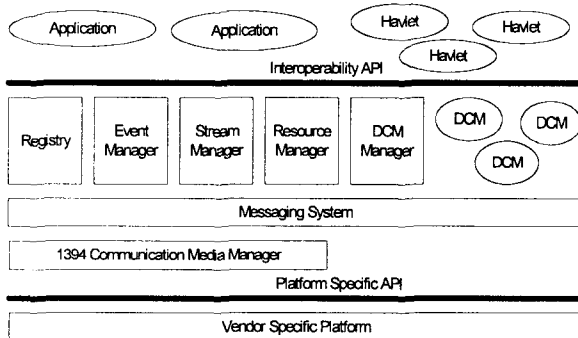 Application
Application
Havlet
Havlet
Havlet
Interoperability API
Registry
Event
Manager
Stream
Manager
Resource
Manager
DCM
Manager
DCM
DCM
DCM
Messaging System
1394 Communication Media Manager
Platform Specific API
Vendor Specific Platform